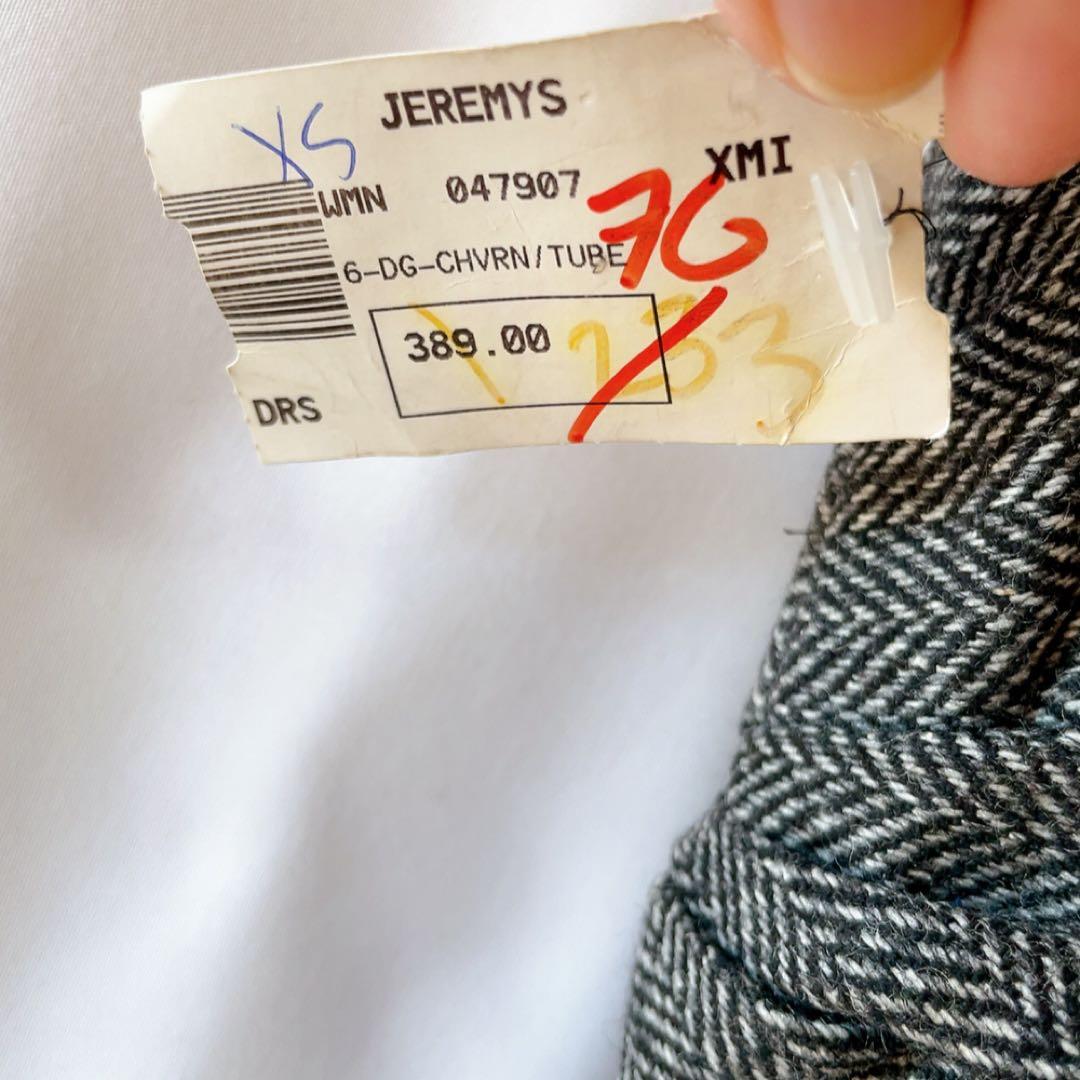 JEREMYS
XS
XMI
WMN 047907
76
6-DG-CHVRN/TUBE
389.00
233
DRS